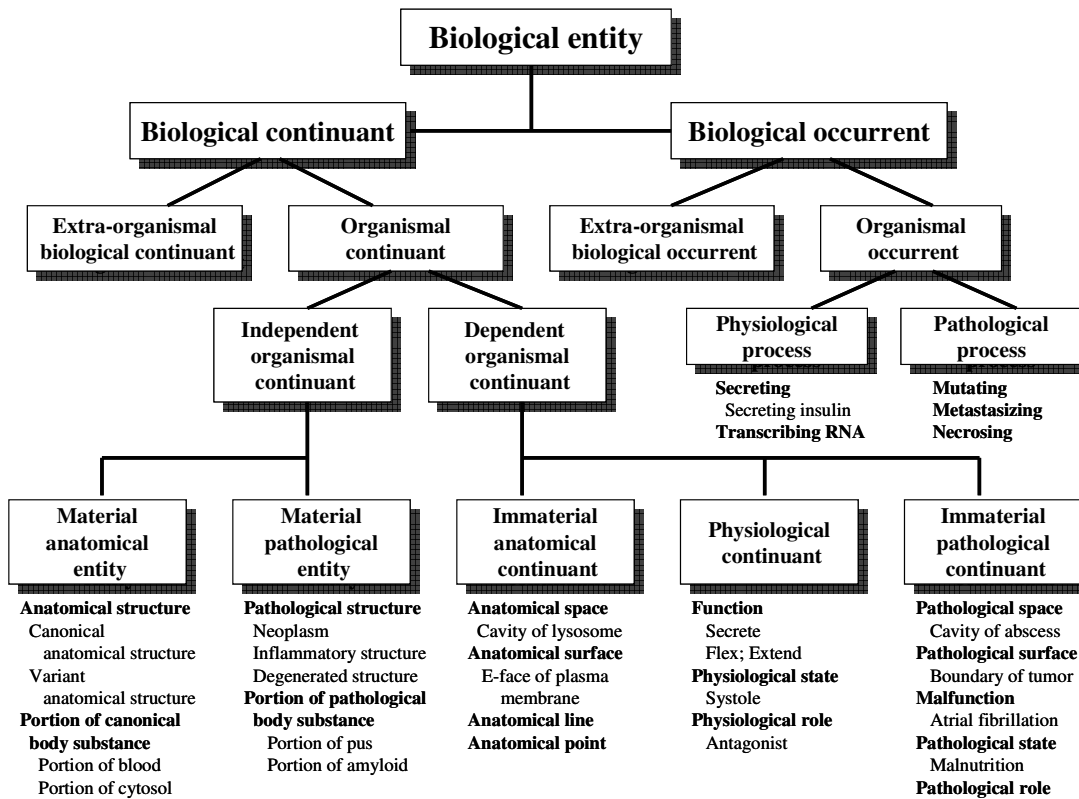 Biological entity
Biological continuant
Biological occurrent
Extra-organismal
biological continuant
Organismal
continuant
Extra-organismal
biological occurrent
Organismal
occurrent
Independent
organismal
continuant
Dependent
organismal
continuant
Physiological
process
Secreting
Secreting insulin
Transcribing RNA
Pathological
process
Mutating
Metastasizing
Necrosing
Material
anatomical
entity
Anatomical structure
Canonical
anatomical structure
Variant
anatomical structure
Portion of canonical
body substance
Portion of blood
Portion of cytosol
Material
pathological
entity
Pathological structure
Neoplasm
Inflammatory structure
Degenerated structure
Portion of pathological
body substance
Portion of pus
Portion of amyloid
Immaterial
anatomical
continuant
Anatomical space
Cavity of lysosome
Anatomical surface
E-face of plasma
membrane
Anatomical line
Anatomical point
Physiological
continuant
Function
Secrete
Flex; Extend
Physiological state
Systole
Physiological role
Antagonist
Immaterial
pathological
continuant
Pathological space
Cavity of abscess
Pathological surface
Boundary of tumor
Malfunction
Atrial fibrillation
Pathological state
Malnutrition
Pathological role